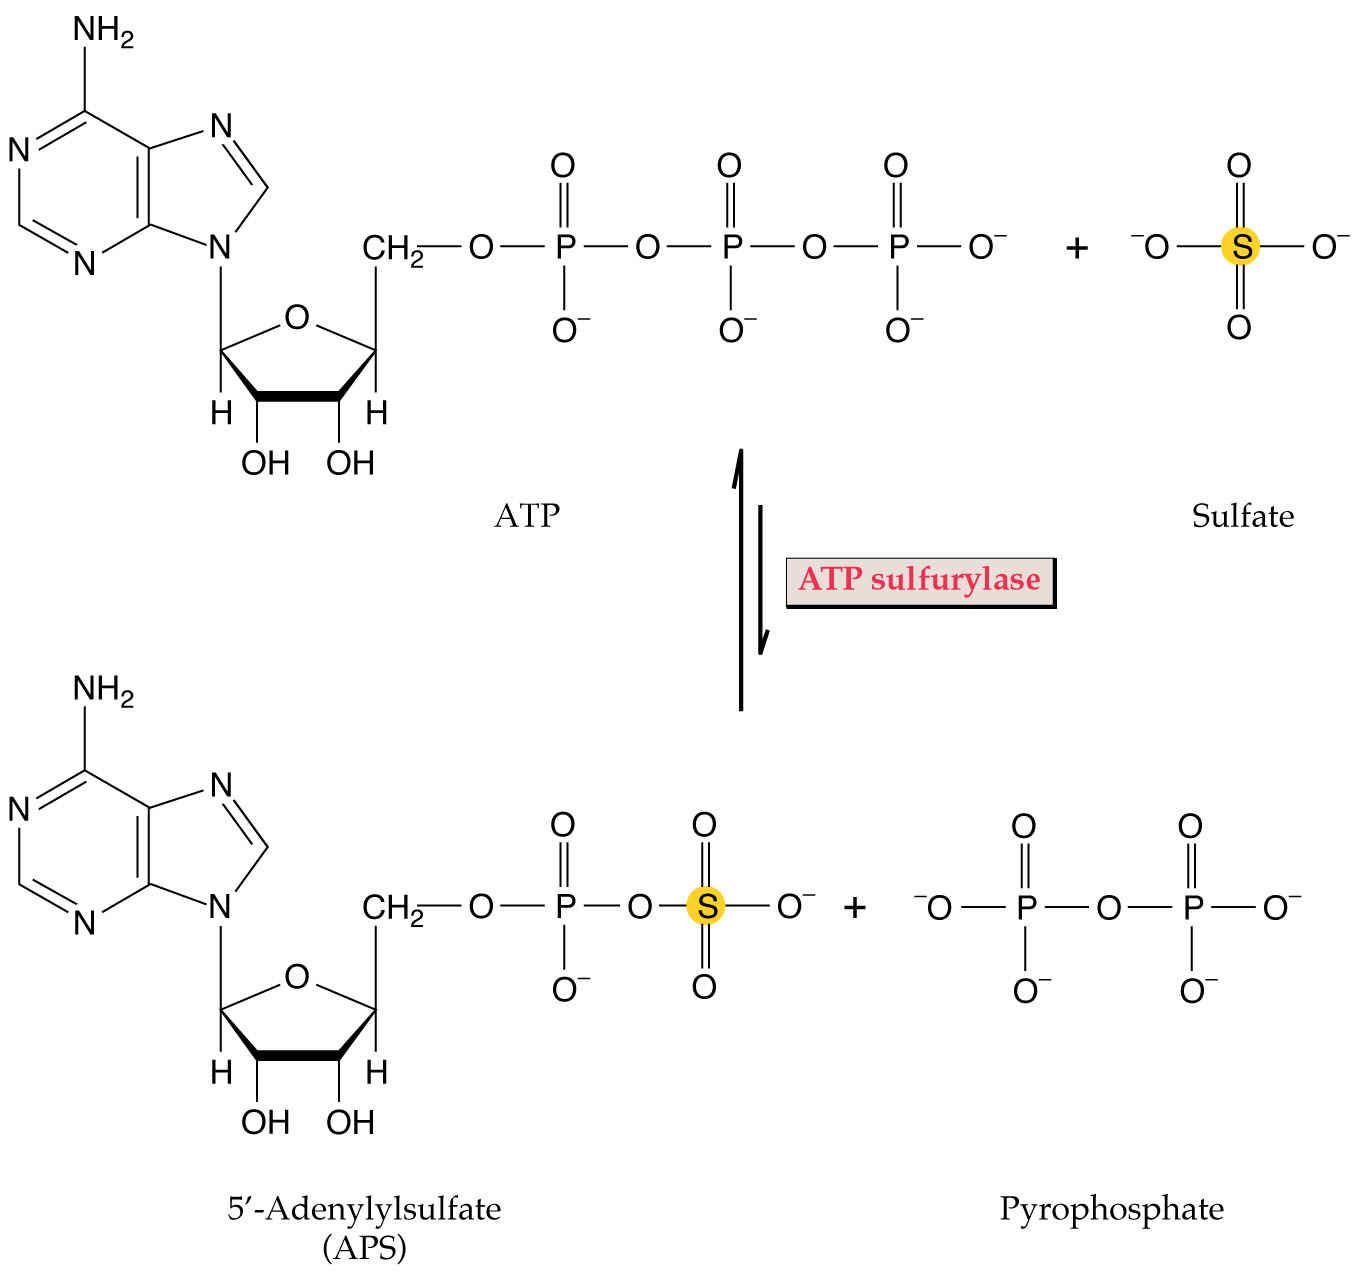 NH₂
N
N
N
N
O
H
H
OH OH
CH₂ O P O P O P O⁻
O O O
O⁻ O⁻ O⁻
+
O
⁻O S O⁻
O
ATP
Sulfate
ATP sulfurylase
NH₂
N
N
N
N
O
H
H
OH OH
CH₂ O P O S O⁻
O O
O⁻ O
+
O O
⁻O P O P O⁻
O⁻ O⁻
5′-Adenylylsulfate
(APS)
Pyrophosphate